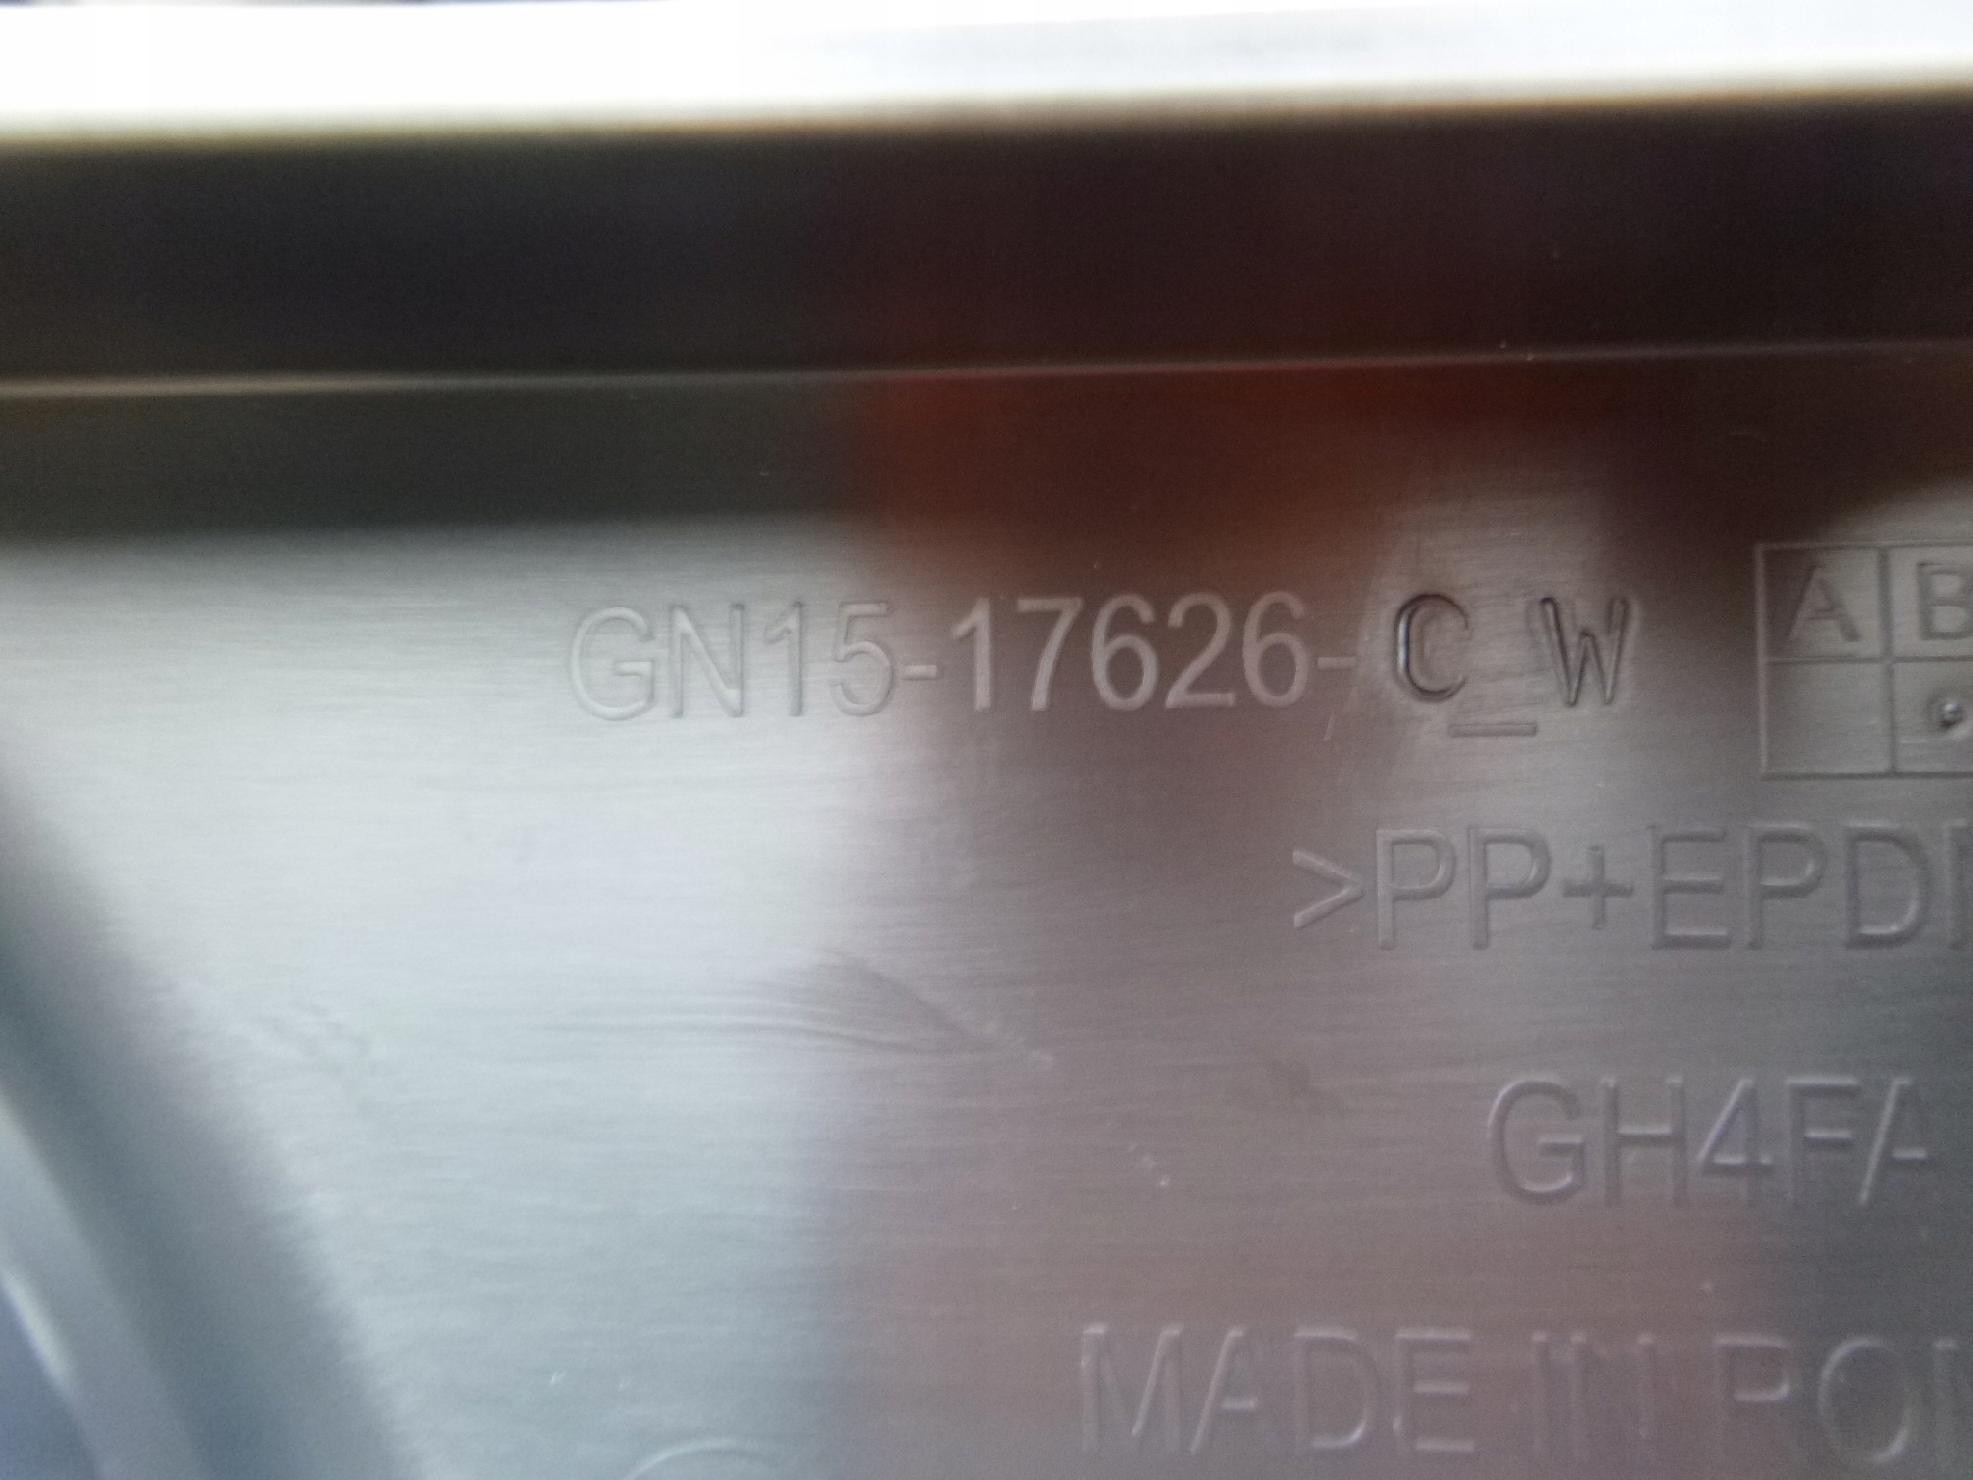 GN15-17626-C_W
A B
>PP+EPD
GH4FA
MADE IN PO